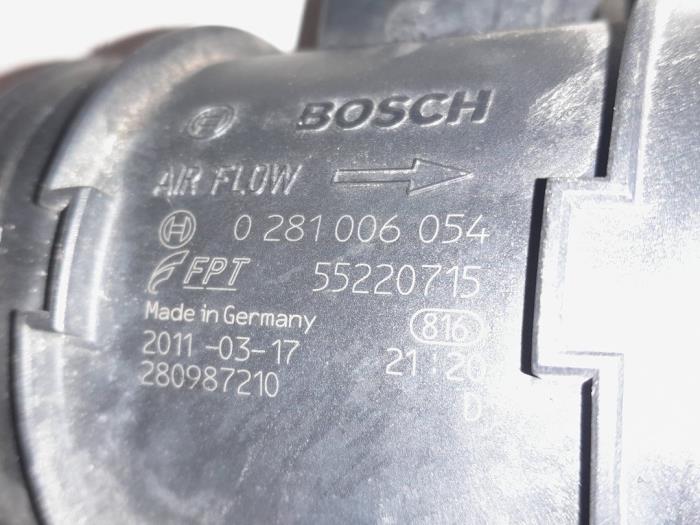 BOSCH
AIR FLOW
0 281 006 054
FPT 55220715
Made in Germany 816
2011-03-17 21:20
280987210
D